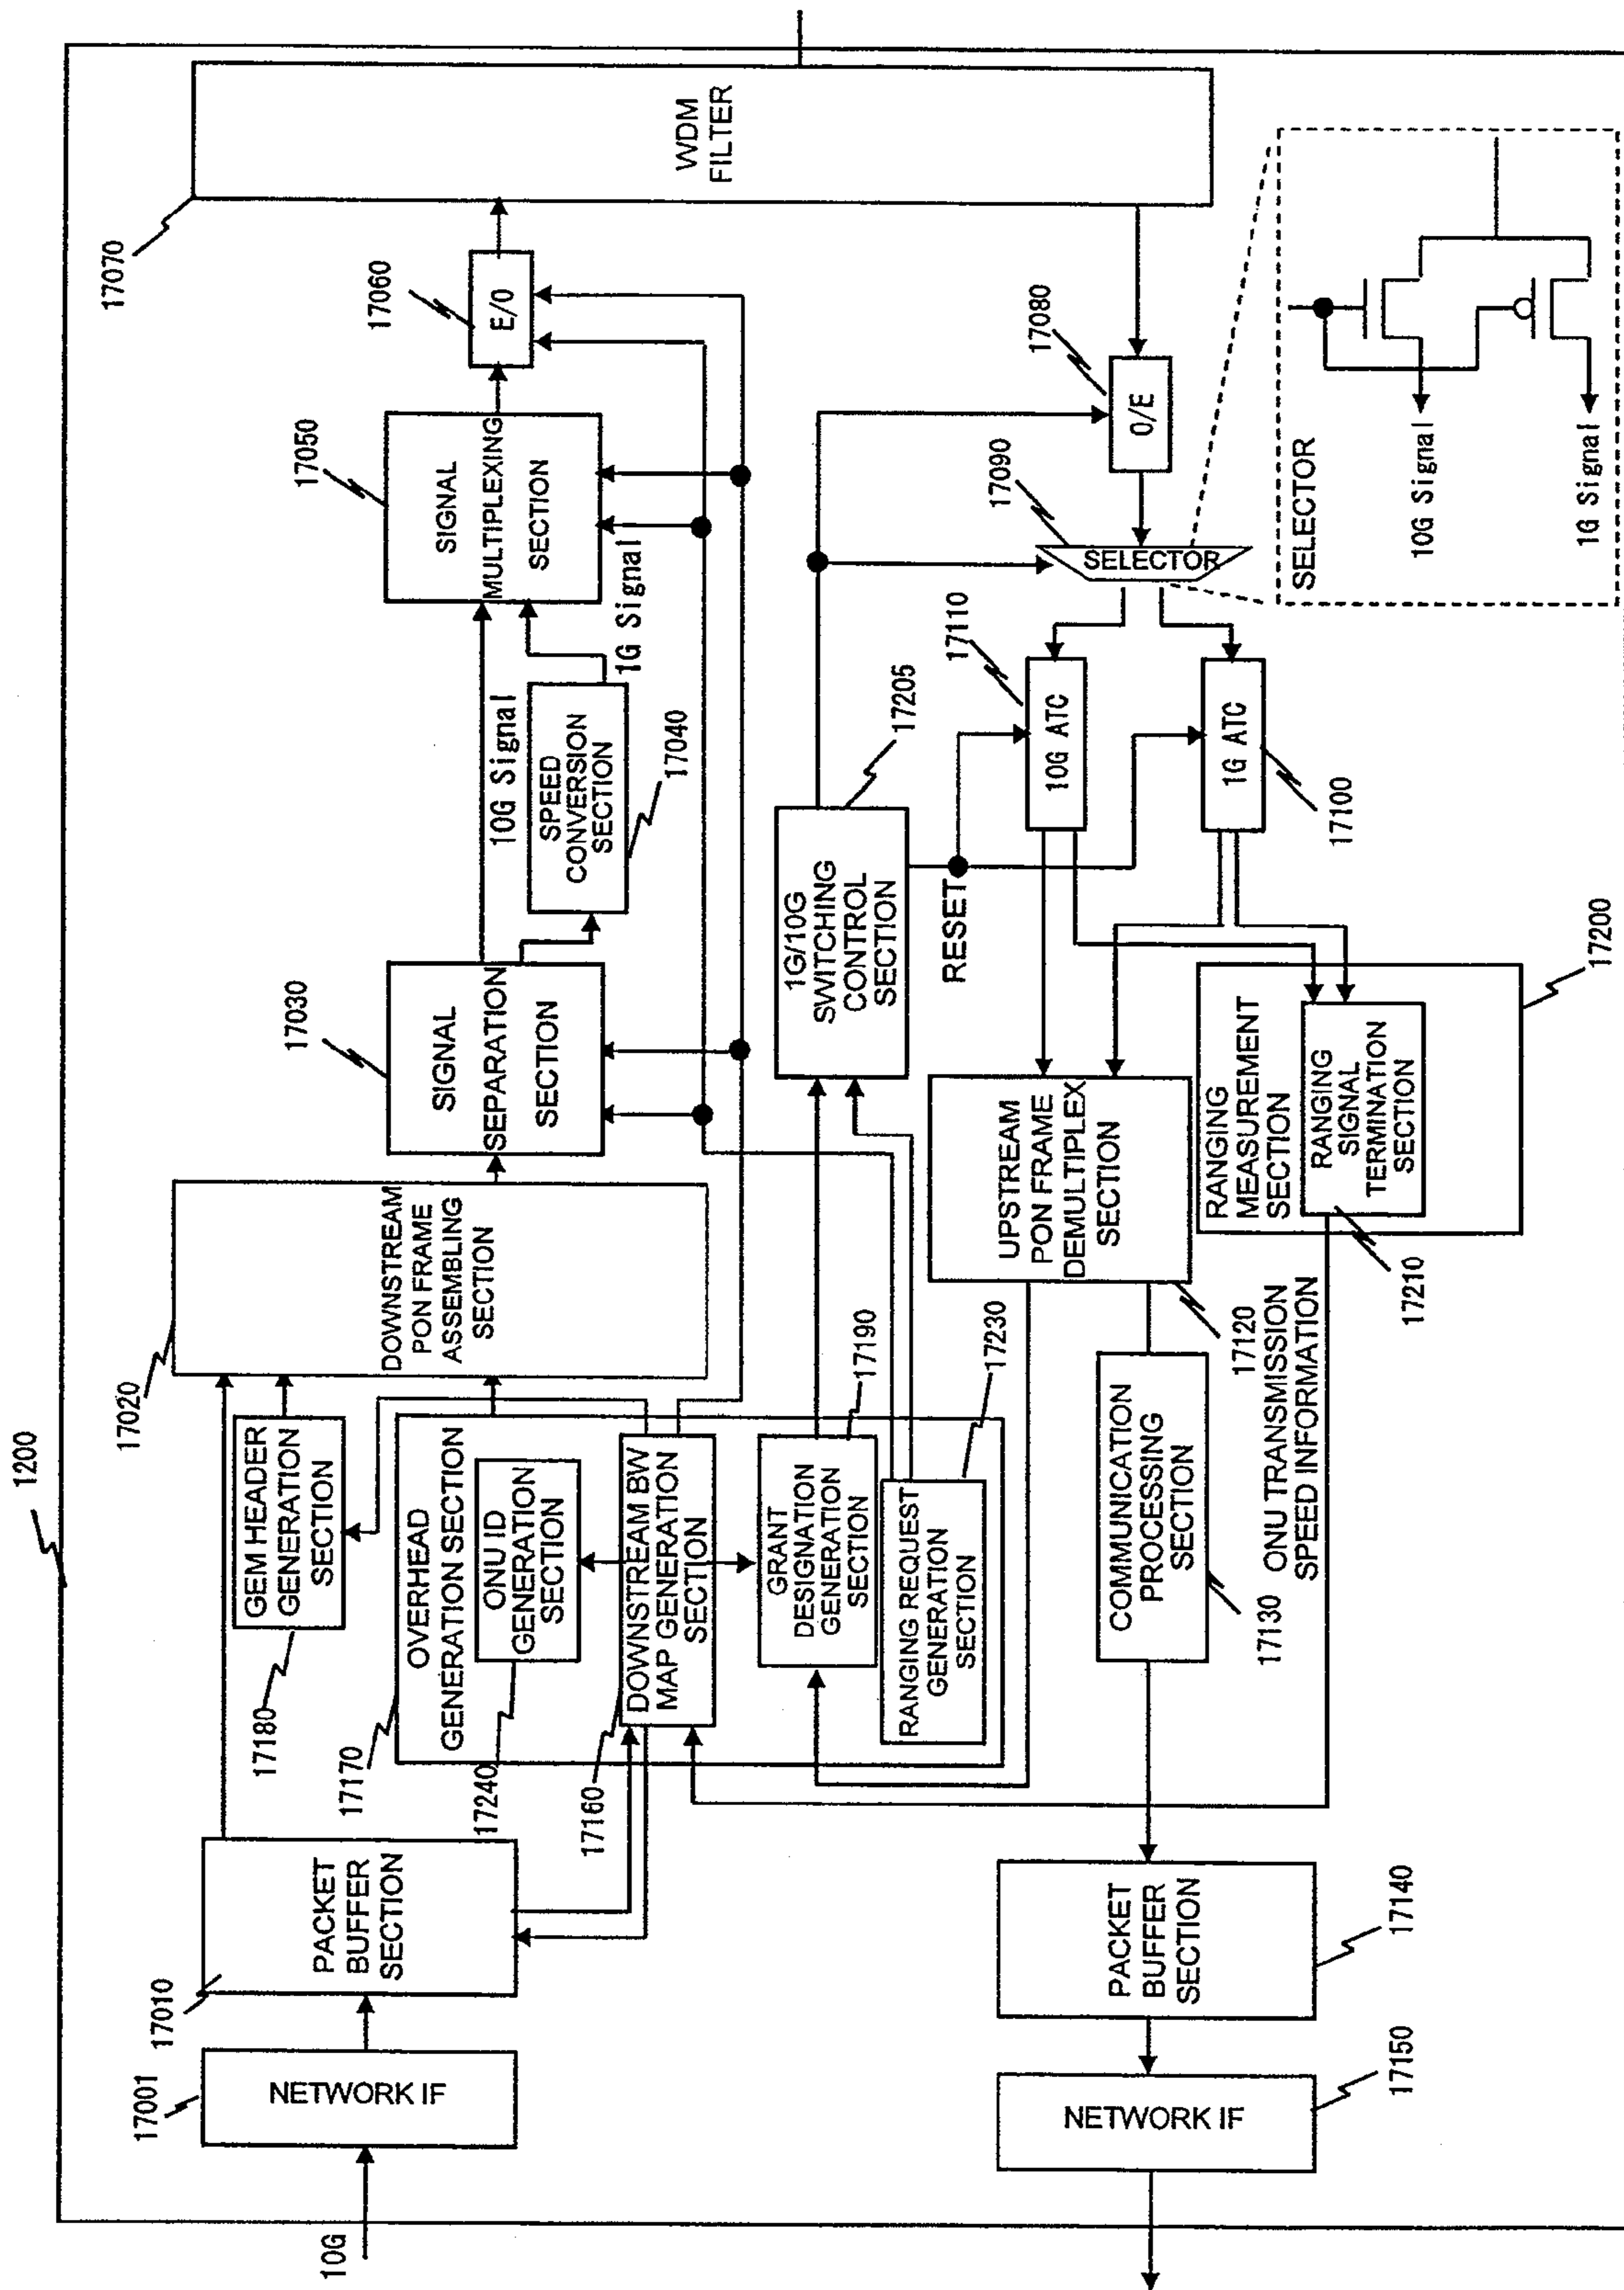 1200
10G
17001
NETWORK IF
17010
PACKET
BUFFER
SECTION
17180
GEM HEADER
GENERATION
SECTION
17020
DOWNSTREAM
PON FRAME
ASSEMBLING
SECTION
17030
SIGNAL
SEPARATION
SECTION
10G Signal
SPEED
CONVERSION
SECTION
17040
1G Signal
17050
SIGNAL
MULTIPLEXING
SECTION
17060
E/O
17070
WDM
FILTER
17170
OVERHEAD
GENERATION SECTION
17240
ONU ID
GENERATION
SECTION
17160
DOWNSTREAM BW
MAP GENERATION
SECTION
GRANT
DESIGNATION
GENERATION
SECTION
17190
RANGING REQUEST
GENERATION
SECTION
17230
1G/10G
SWITCHING
CONTROL
SECTION
17205
RESET
17080
O/E
17090
SELECTOR
17110
10G ATC
1G ATC
17100
SELECTOR
10G Signal
1G Signal
UPSTREAM
PON FRAME
DEMULTIPLEX
SECTION
17120
RANGING
MEASUREMENT
SECTION
RANGING
SIGNAL
TERMINATION
SECTION
17200
17210
ONU TRANSMISSION
SPEED INFORMATION
COMMUNICATION
PROCESSING
SECTION
17130
PACKET
BUFFER
SECTION
17140
NETWORK IF
17150